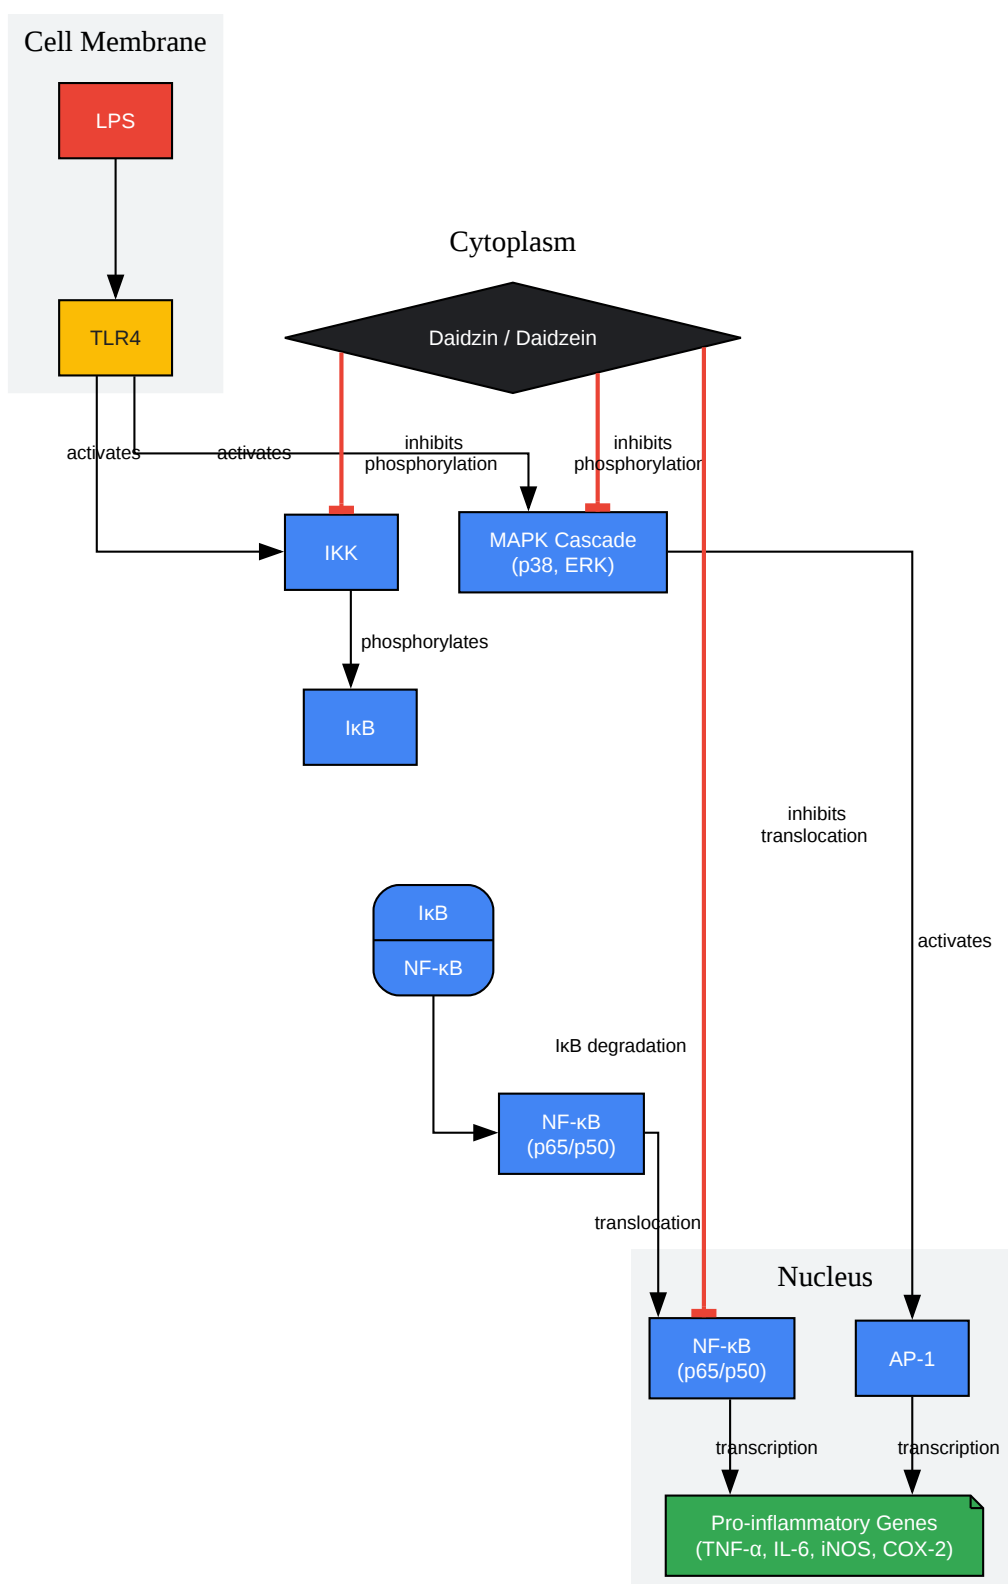 Cell Membrane
LPS
TLR4
Cytoplasm
Daidzin / Daidzein
activates
activates
inhibits
phosphorylation
inhibits
phosphorylation
IKK
MAPK Cascade
(p38, ERK)
phosphorylates
IκB
inhibits
translocation
IκB
NF-κB
activates
IκB degradation
NF-κB
(p65/p50)
translocation
Nucleus
NF-κB
(p65/p50)
AP-1
transcription
transcription
Pro-inflammatory Genes
(TNF-α, IL-6, iNOS, COX-2)